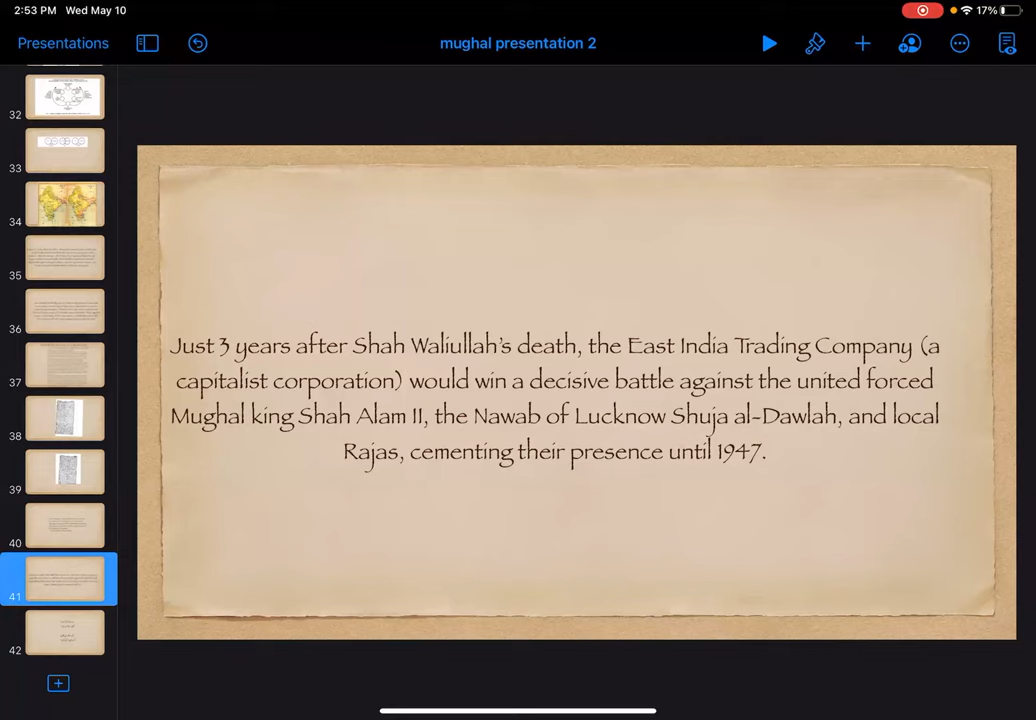 2:53 PM Wed May 10
17%
Presentations
mughal presentation 2
32
33
34
35
36
37
38
39
40
41
42
Just 3 years after Shah Waliullah's death, the East India Trading Company (a
capitalist corporation) would win a decisive battle against the united forced
Mughal king Shah Alam II, the Nawab of Lucknow Shuja al-Dawlah, and local
Rajas, cementing their presence until 1947.